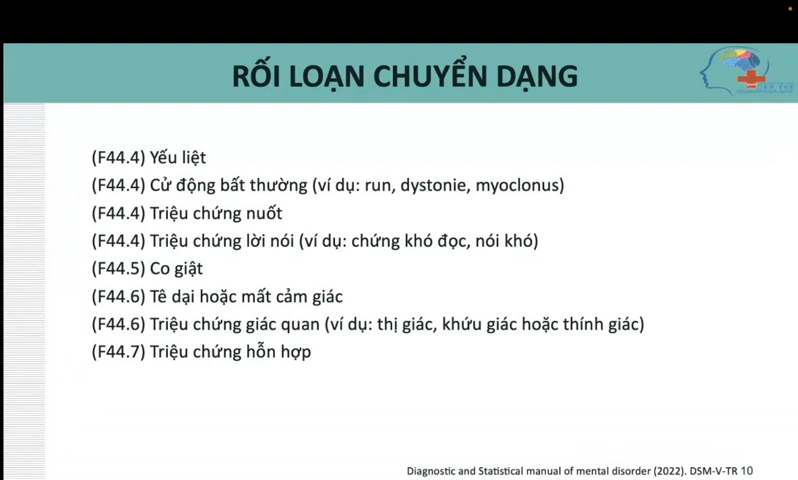 RỐI LOẠN CHUYỂN DẠNG
(F44.4) Yếu liệt
(F44.4) Cử động bất thường (ví dụ: run, dystonie, myoclonus)
(F44.4) Triệu chứng nuốt
(F44.4) Triệu chứng lời nói (ví dụ: chứng khó đọc, nói khó)
(F44.5) Co giật
(F44.6) Tê dại hoặc mất cảm giác
(F44.6) Triệu chứng giác quan (ví dụ: thị giác, khứu giác hoặc thính giác)
(F44.7) Triệu chứng hỗn hợp
Diagnostic and Statistical manual of mental disorder (2022). DSM-V-TR 10